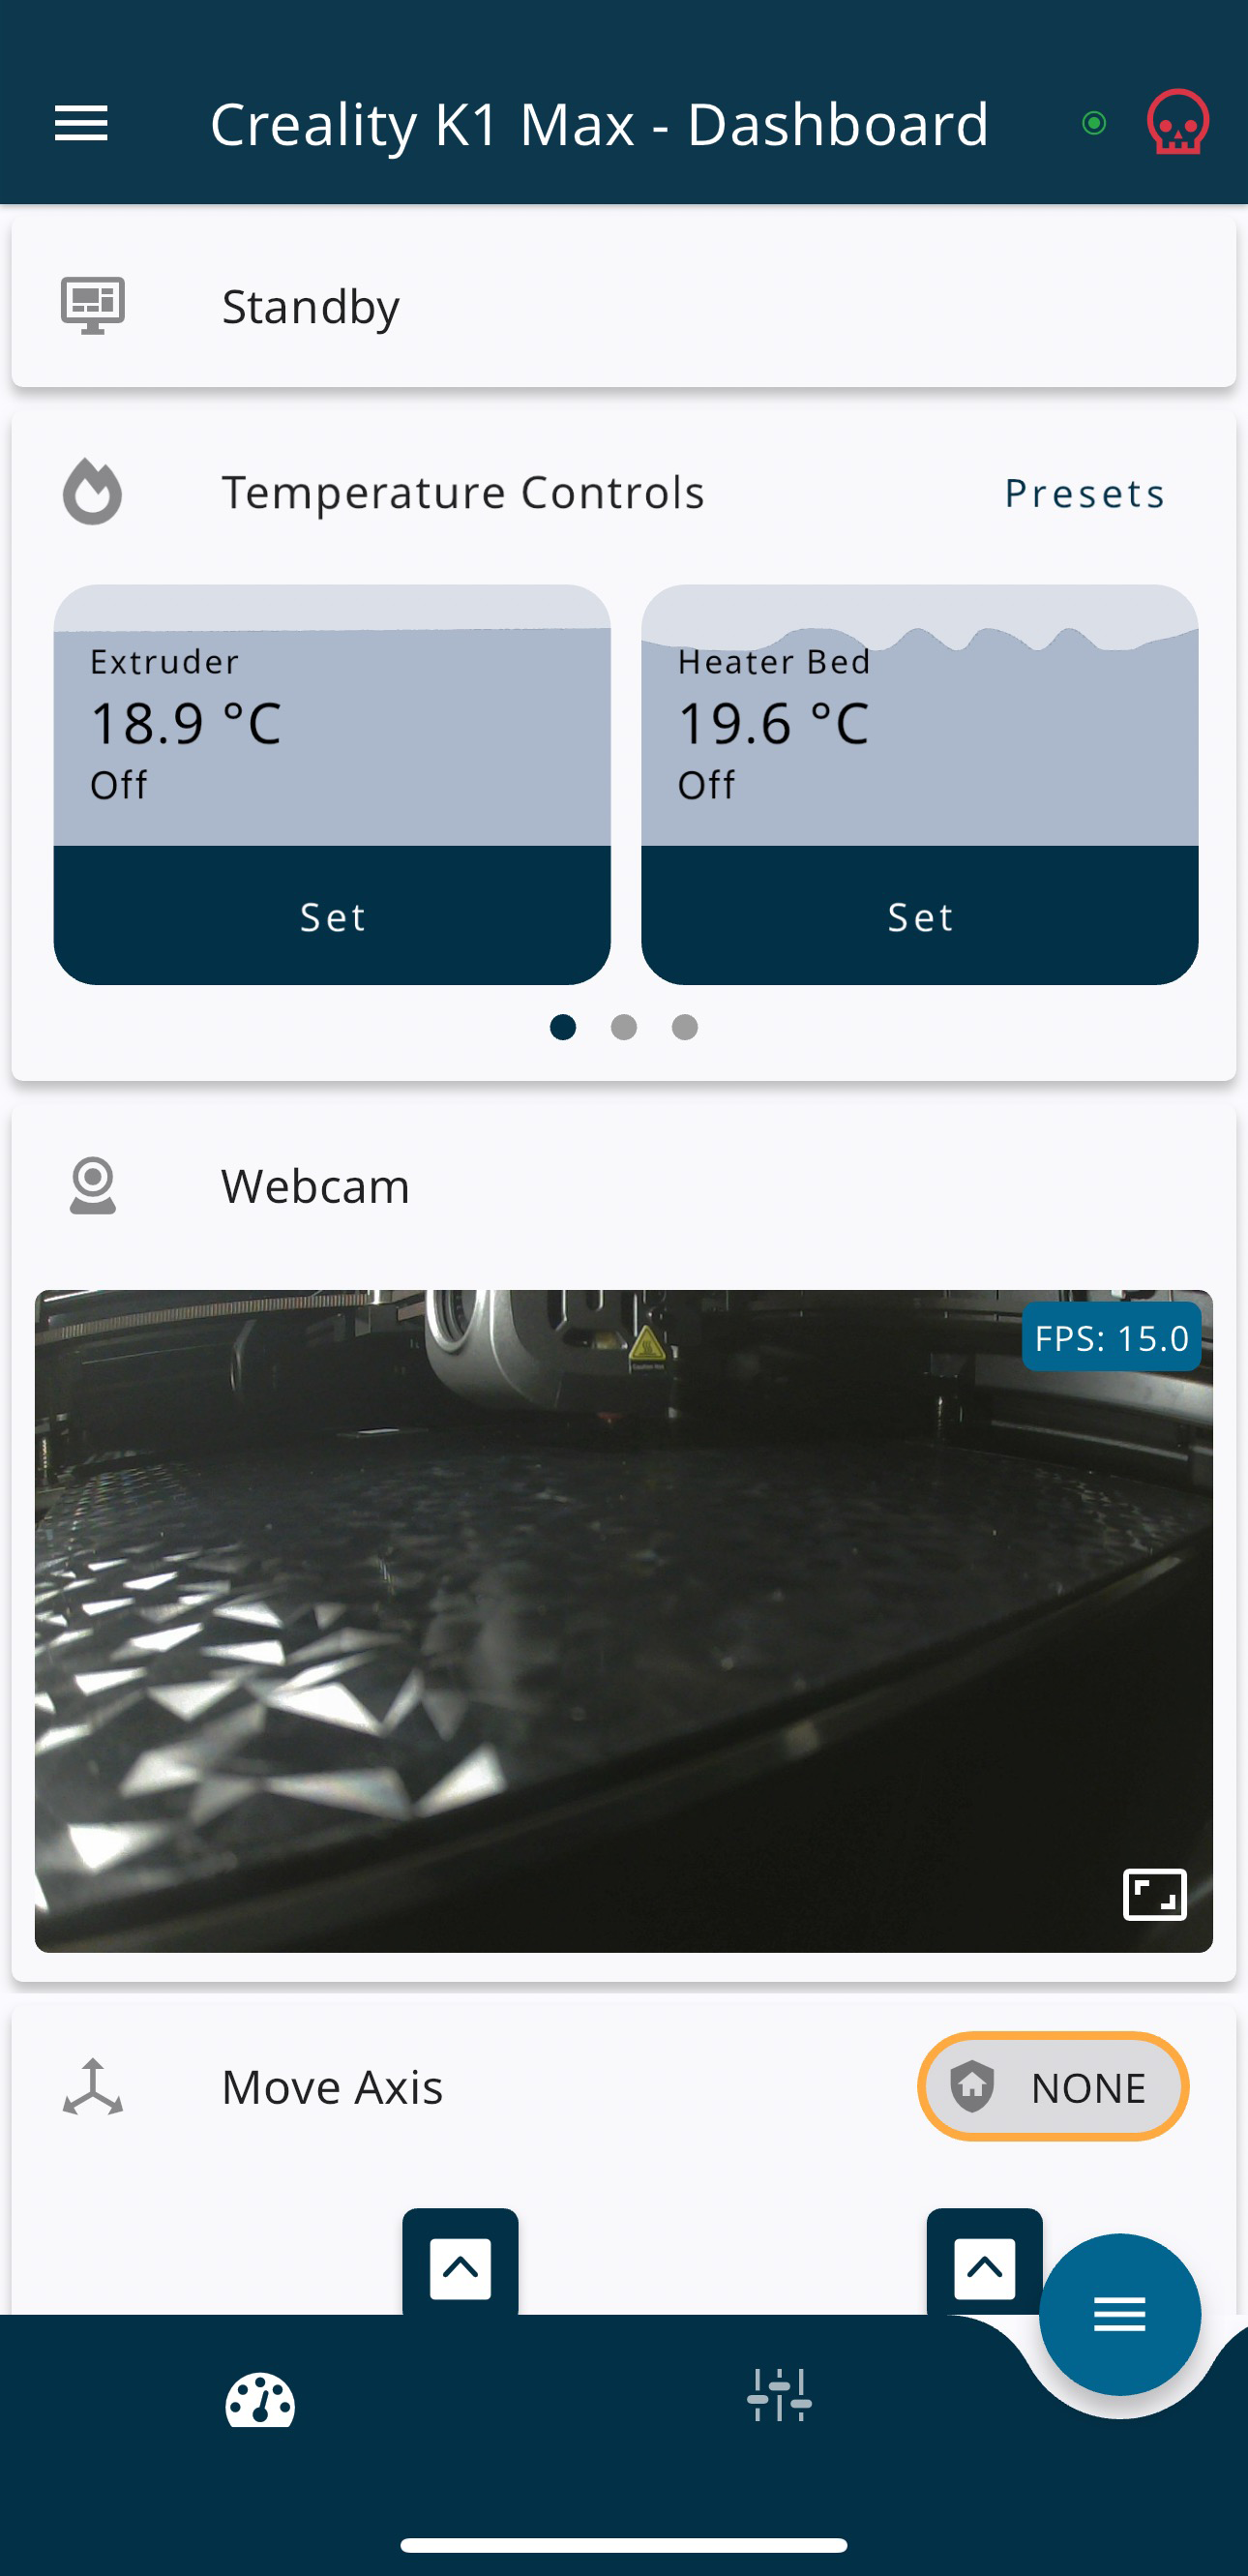 Creality K1 Max - Dashboard
Standby
Temperature Controls
Presets
Extruder
18.9 °C
Off
Set
Heater Bed
19.6 °C
Off
Set
Webcam
FPS: 15.0
Move Axis
NONE